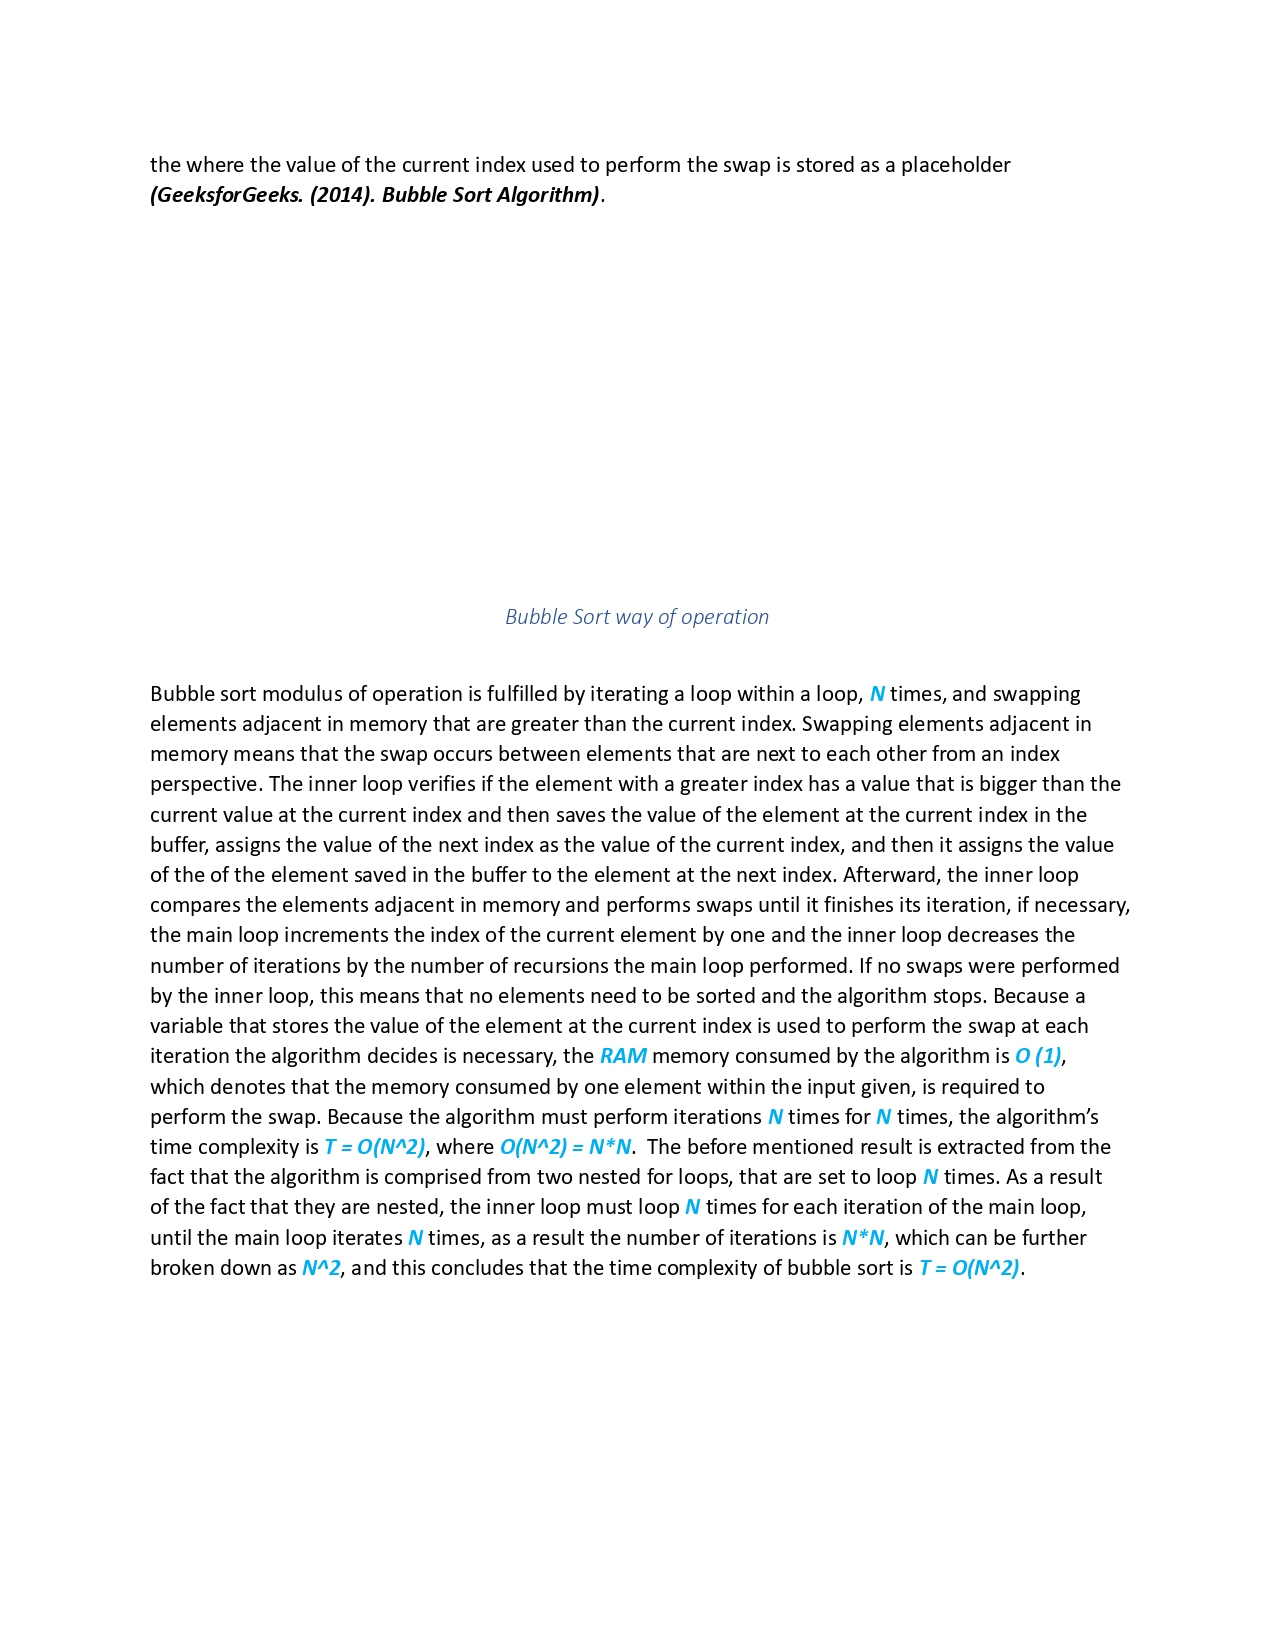 the where the value of the current index used to perform the swap is stored as a placeholder
(GeeksforGeeks. (2014). Bubble Sort Algorithm).
Bubble Sort way of operation
Bubble sort modulus of operation is fulfilled by iterating a loop within a loop, N times, and swapping
elements adjacent in memory that are greater than the current index. Swapping elements adjacent in
memory means that the swap occurs between elements that are next to each other from an index
perspective. The inner loop verifies if the element with a greater index has a value that is bigger than the
current value at the current index and then saves the value of the element at the current index in the
buffer, assigns the value of the next index as the value of the current index, and then it assigns the value
of the of the element saved in the buffer to the element at the next index. Afterward, the inner loop
compares the elements adjacent in memory and performs swaps until it finishes its iteration, if necessary,
the main loop increments the index of the current element by one and the inner loop decreases the
number of iterations by the number of recursions the main loop performed. If no swaps were performed
by the inner loop, this means that no elements need to be sorted and the algorithm stops. Because a
variable that stores the value of the element at the current index is used to perform the swap at each
iteration the algorithm decides is necessary, the RAM memory consumed by the algorithm is O (1),
which denotes that the memory consumed by one element within the input given, is required to
perform the swap. Because the algorithm must perform iterations N times for N times, the algorithm’s
time complexity is T = O(N^2), where O(N^2) = N*N.  The before mentioned result is extracted from the
fact that the algorithm is comprised from two nested for loops, that are set to loop N times. As a result
of the fact that they are nested, the inner loop must loop N times for each iteration of the main loop,
until the main loop iterates N times, as a result the number of iterations is N*N, which can be further
broken down as N^2, and this concludes that the time complexity of bubble sort is T = O(N^2).